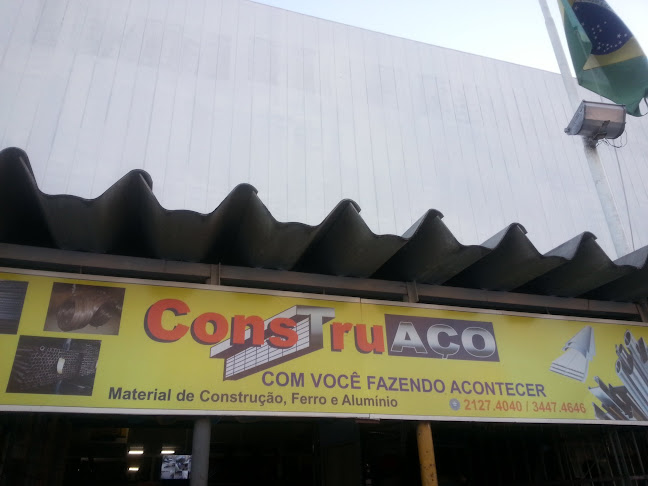 ConsTruAÇO
COM VOCÊ FAZENDO ACONTECER
Material de Construção, Ferro e Alumínio
2127.4040 / 3447.4646